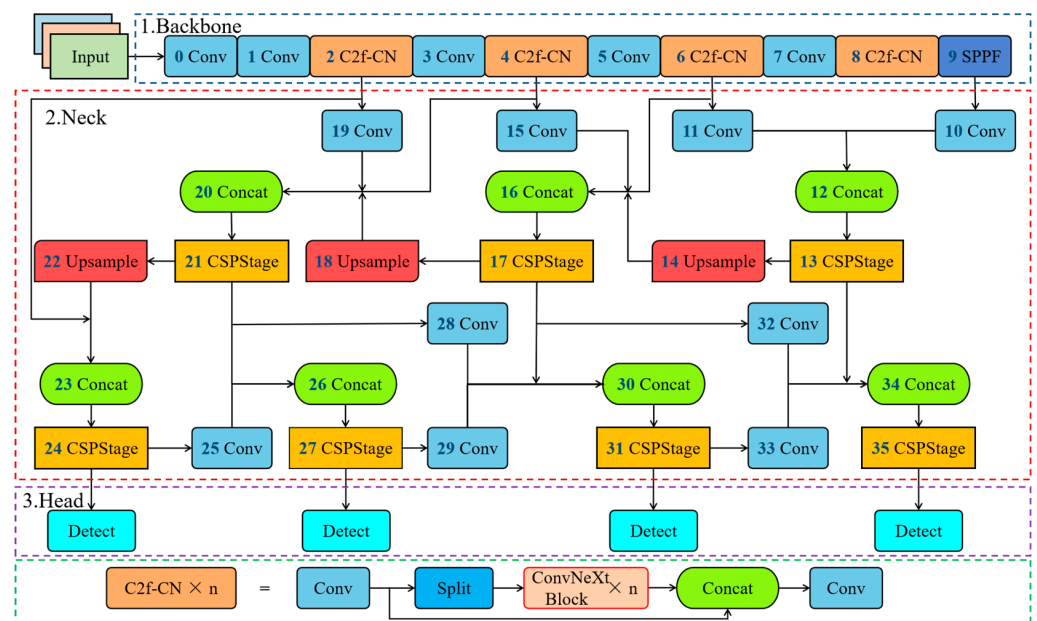 1.Backbone
Input
0 Conv 1 Conv 2 C2f-CN 3 Conv 4 C2f-CN 5 Conv 6 C2f-CN 7 Conv 8 C2f-CN 9 SPPF
2.Neck
19 Conv 15 Conv 11 Conv 10 Conv
20 Concat 16 Concat 12 Concat
22 Upsample 21 CSPStage 18 Upsample 17 CSPStage 14 Upsample 13 CSPStage
28 Conv 32 Conv
23 Concat 26 Concat 30 Concat 34 Concat
24 CSPStage 25 Conv 27 CSPStage 29 Conv 31 CSPStage 33 Conv 35 CSPStage
3.Head
Detect Detect Detect Detect
C2f-CN × n = Conv Split ConvNeXt Block × n Concat Conv